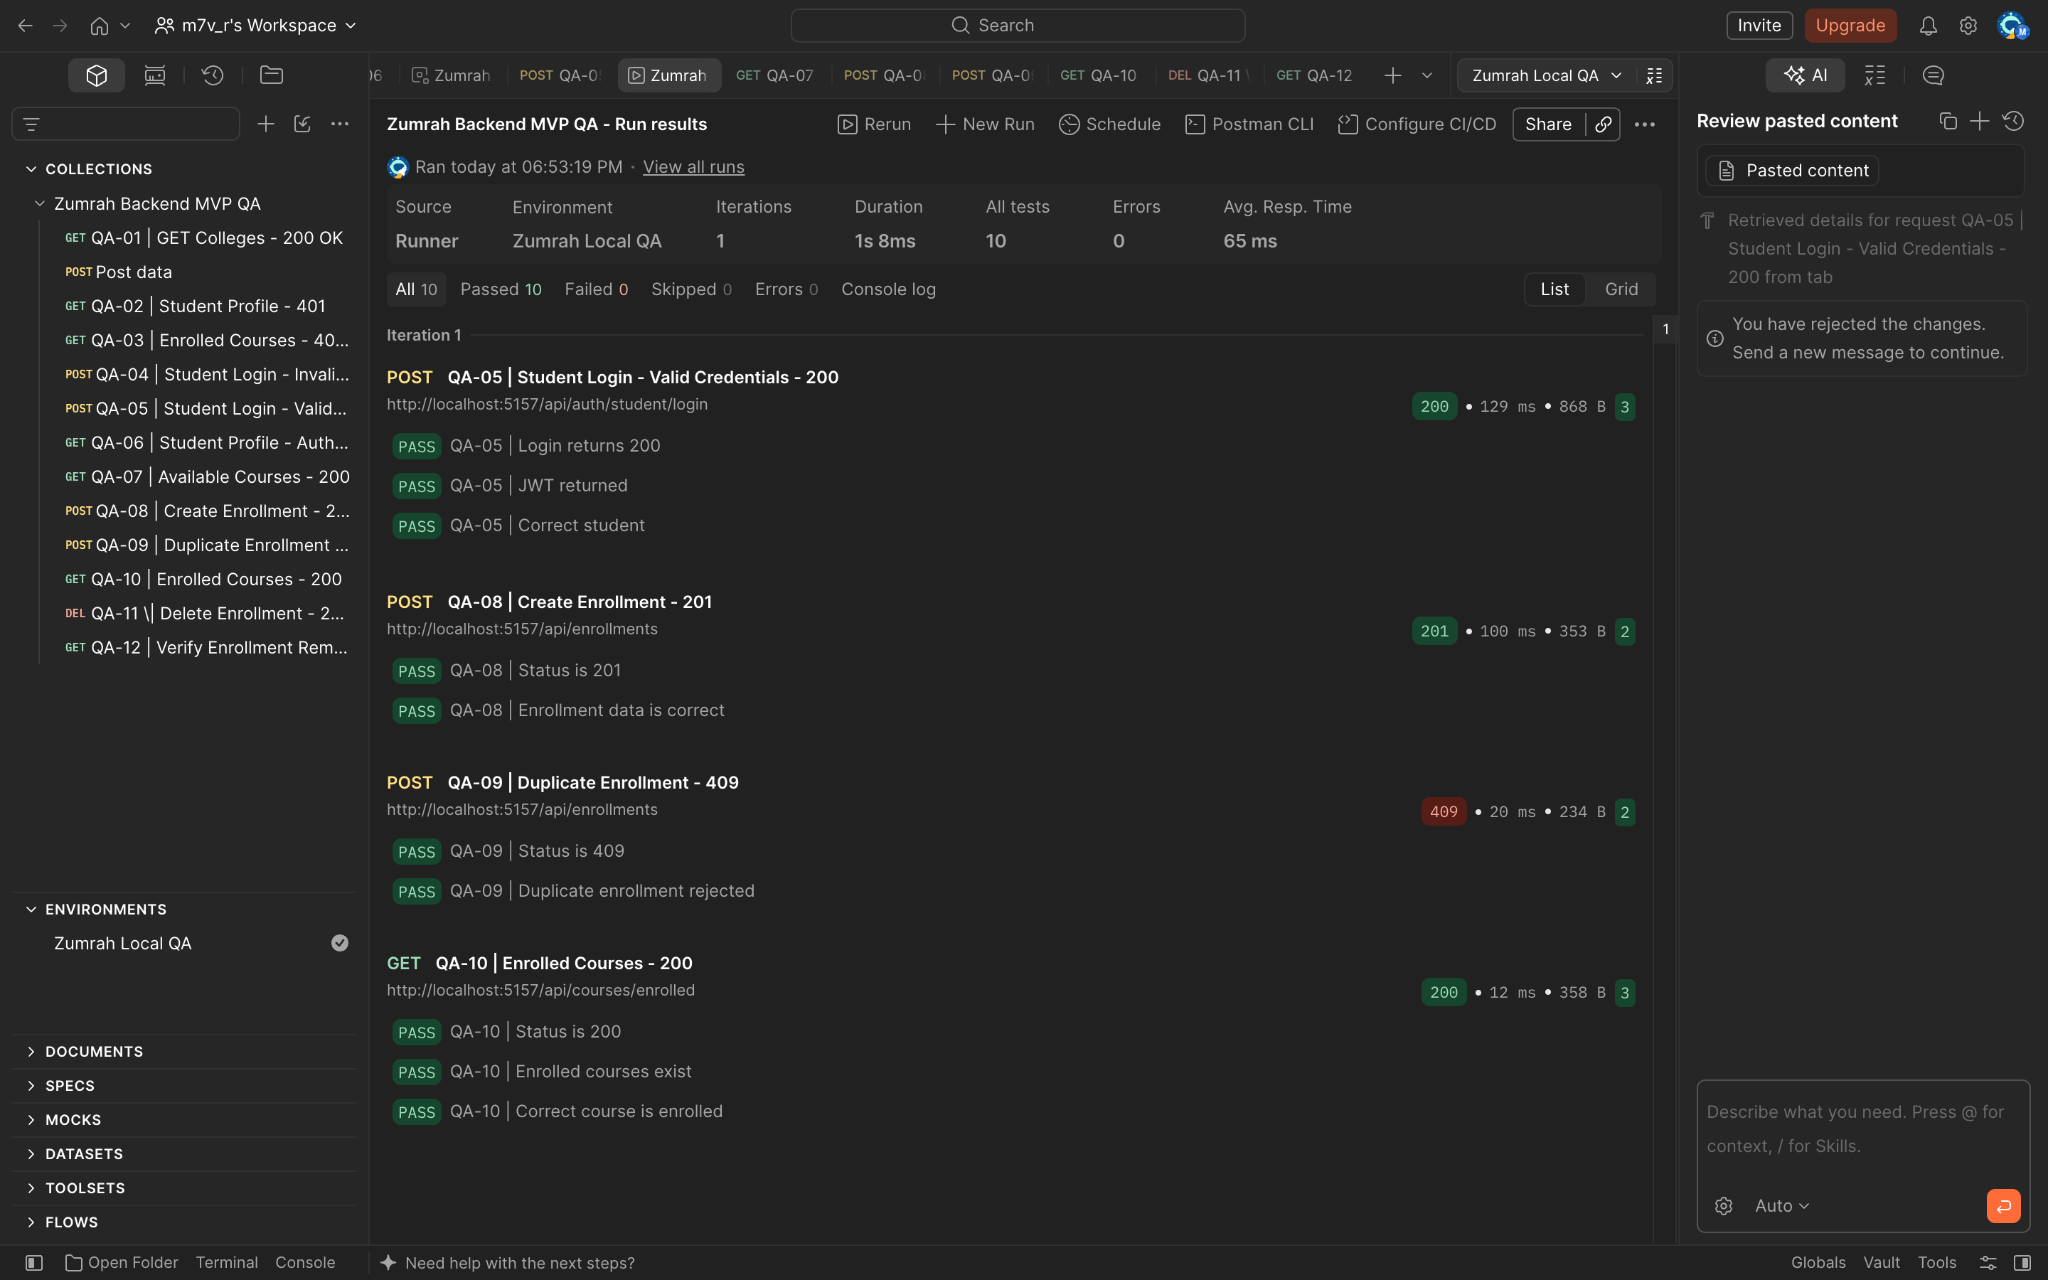 m7v_r's Workspace
Search
Invite
Upgrade
M
06
Zumrah
POST QA-0
Zumrah
GET QA-07
POST QA-0
POST QA-0
GET QA-10
DEL QA-11 \
GET QA-12
Zumrah Local QA
AI
COLLECTIONS
Zumrah Backend MVP QA
GET QA-01 | GET Colleges - 200 OK
POST Post data
GET QA-02 | Student Profile - 401
GET QA-03 | Enrolled Courses - 40...
POST QA-04 | Student Login - Invali...
POST QA-05 | Student Login - Valid...
GET QA-06 | Student Profile - Auth...
GET QA-07 | Available Courses - 200
POST QA-08 | Create Enrollment - 2...
POST QA-09 | Duplicate Enrollment ...
GET QA-10 | Enrolled Courses - 200
DEL QA-11 \| Delete Enrollment - 2...
GET QA-12 | Verify Enrollment Rem...
ENVIRONMENTS
Zumrah Local QA
DOCUMENTS
SPECS
MOCKS
DATASETS
TOOLSETS
FLOWS
Zumrah Backend MVP QA - Run results
Rerun
New Run
Schedule
Postman CLI
Configure CI/CD
Share
Ran today at 06:53:19 PM · View all runs
Source Environment Iterations Duration All tests Errors Avg. Resp. Time
Runner Zumrah Local QA 1 1s 8ms 10 0 65 ms
All 10 Passed 10 Failed 0 Skipped 0 Errors 0 Console log
List Grid
Iteration 1
1
POST QA-05 | Student Login - Valid Credentials - 200
http://localhost:5157/api/auth/student/login
200 • 129 ms • 868 B 3
PASS QA-05 | Login returns 200
PASS QA-05 | JWT returned
PASS QA-05 | Correct student
POST QA-08 | Create Enrollment - 201
http://localhost:5157/api/enrollments
201 • 100 ms • 353 B 2
PASS QA-08 | Status is 201
PASS QA-08 | Enrollment data is correct
POST QA-09 | Duplicate Enrollment - 409
http://localhost:5157/api/enrollments
409 • 20 ms • 234 B 2
PASS QA-09 | Status is 409
PASS QA-09 | Duplicate enrollment rejected
GET QA-10 | Enrolled Courses - 200
http://localhost:5157/api/courses/enrolled
200 • 12 ms • 358 B 3
PASS QA-10 | Status is 200
PASS QA-10 | Enrolled courses exist
PASS QA-10 | Correct course is enrolled
Review pasted content
Pasted content
Retrieved details for request QA-05 |
Student Login - Valid Credentials -
200 from tab
You have rejected the changes.
Send a new message to continue.
Describe what you need. Press @ for
context, / for Skills.
Auto
Open Folder
Terminal
Console
Need help with the next steps?
Globals
Vault
Tools